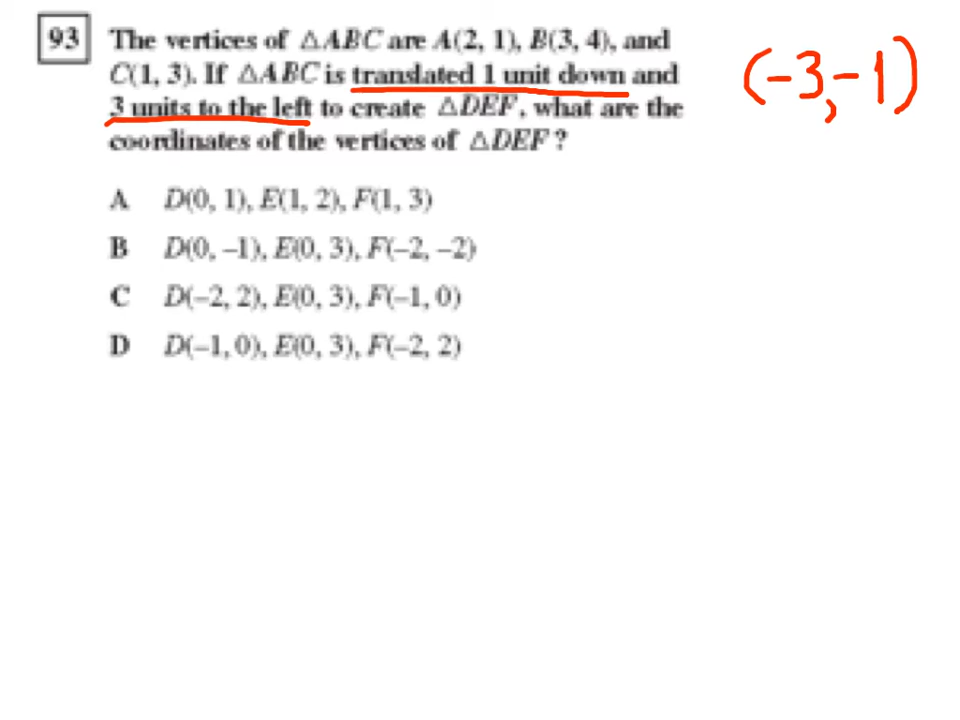 93 The vertices of △ABC are A(2, 1), B(3, 4), and
C(1, 3). If △ABC is translated 1 unit down and
3 units to the left to create △DEF, what are the
coordinates of the vertices of △DEF?
(-3,-1)
A D(0, 1), E(1, 2), F(1, 3)
B D(0, –1), E(0, 3), F(–2, –2)
C D(–2, 2), E(0, 3), F(–1, 0)
D D(–1, 0), E(0, 3), F(–2, 2)